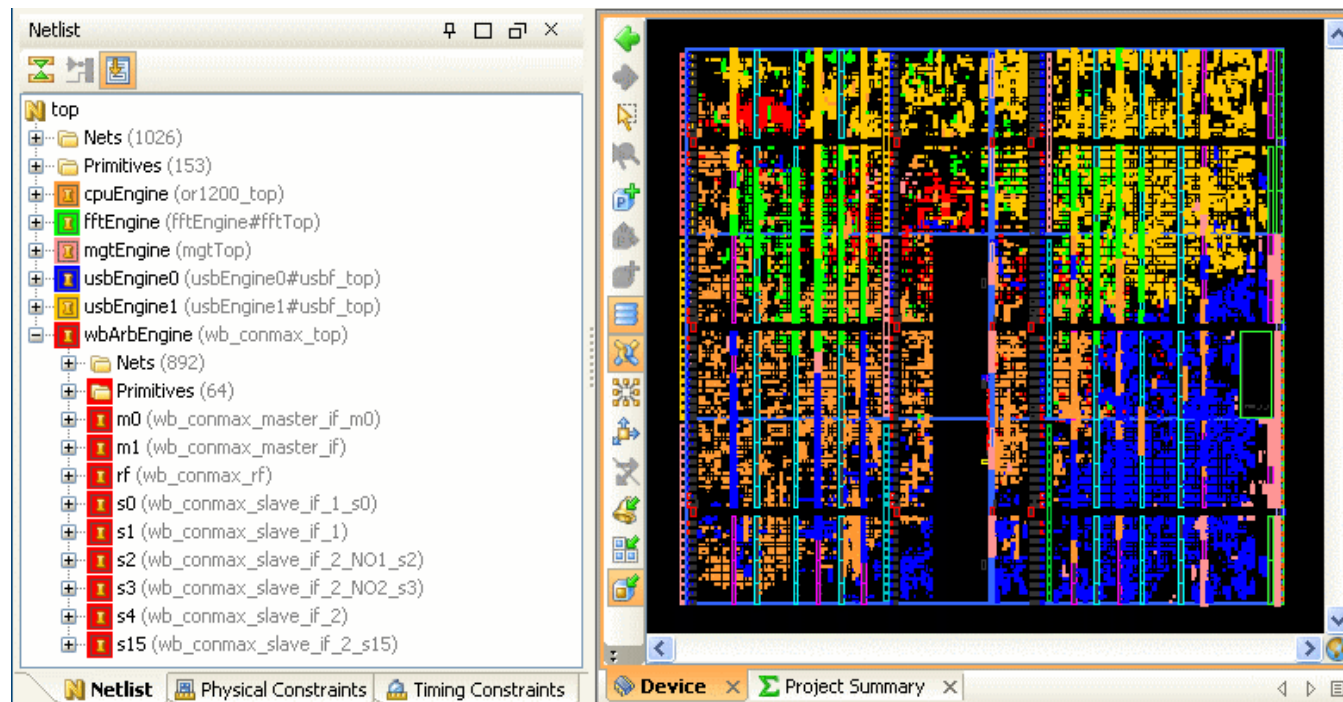 Netlist
top
Nets (1026)
Primitives (153)
cpuEngine (or1200_top)
fftEngine (fftEngine#fftTop)
mgtEngine (mgtTop)
usbEngine0 (usbEngine0#usbf_top)
usbEngine1 (usbEngine1#usbf_top)
wbArbEngine (wb_conmax_top)
Nets (892)
Primitives (64)
m0 (wb_conmax_master_if_m0)
m1 (wb_conmax_master_if)
rf (wb_conmax_rf)
s0 (wb_conmax_slave_if_1_s0)
s1 (wb_conmax_slave_if_1)
s2 (wb_conmax_slave_if_2_NO1_s2)
s3 (wb_conmax_slave_if_2_NO2_s3)
s4 (wb_conmax_slave_if_2)
s15 (wb_conmax_slave_if_2_s15)
Netlist Physical Constraints Timing Constraints
Device Project Summary